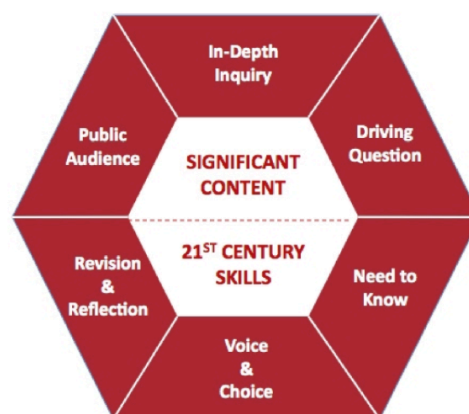 In-Depth
Inquiry
Public
Audience
Driving
Question
SIGNIFICANT
CONTENT
21ST CENTURY
SKILLS
Revision
&
Reflection
Need to
Know
Voice
&
Choice